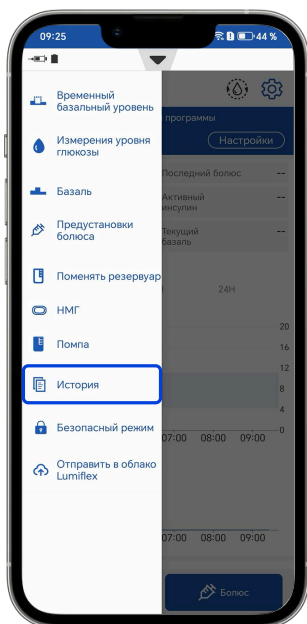 09:25
44 %
Временный
базальный уровень
Измерения уровня
глюкозы
Базаль
Предустановки
болюса
Поменять резервуар
НМГ
Помпа
История
Безопасный режим
Отправить в облако
Lumiflex
программы
Настройки
Последний болюс --
Активный --
инсулин
Текущий --
базаль
24H
20
16
12
8
4
0
07:00 08:00 09:00
07:00 08:00 09:00
Болюс